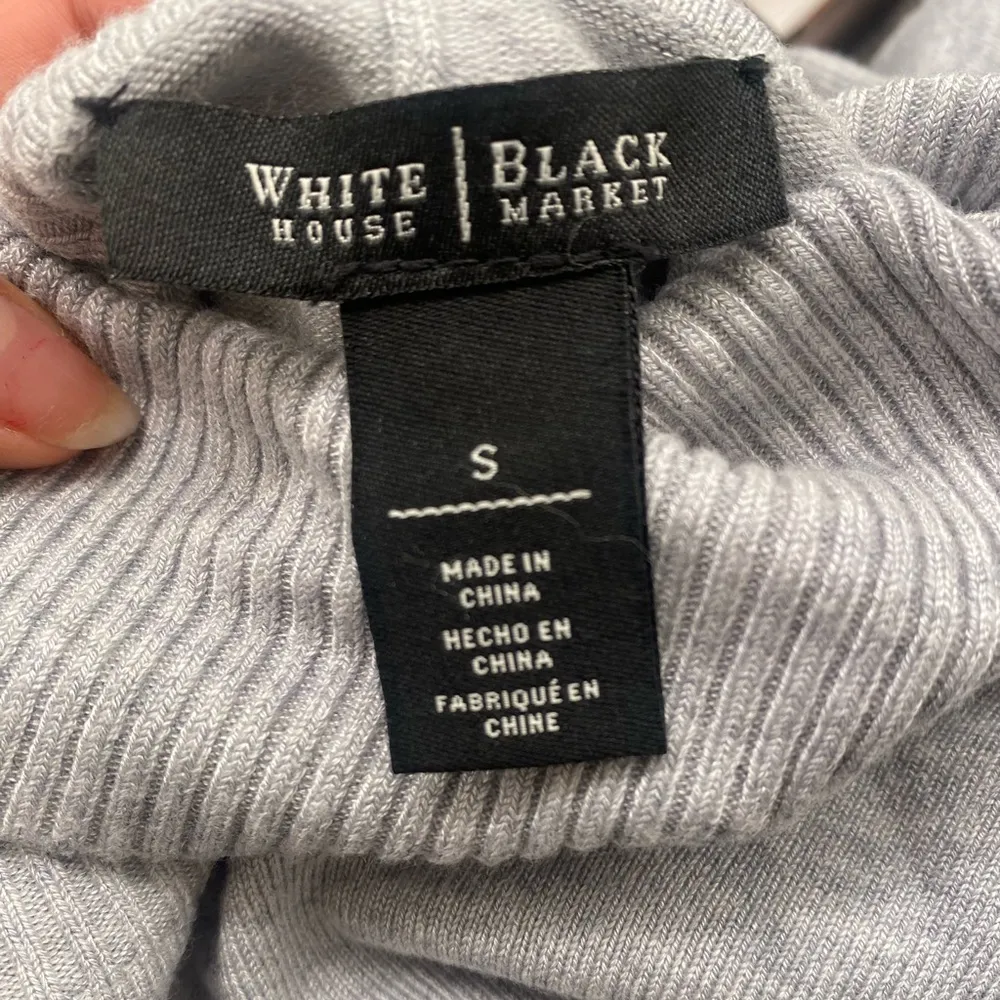 WHITE | BLACK
HOUSE | MARKET
S
MADE IN
CHINA
HECHO EN
CHINA
FABRIQUÉ EN
CHINE